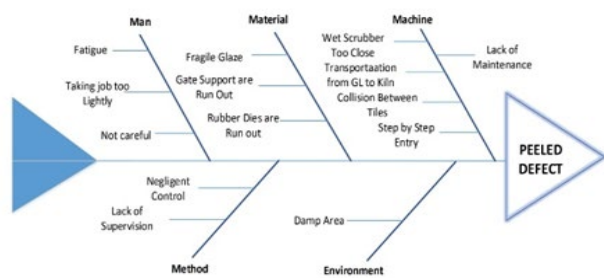 Man
Material
Machine
Fatigue
Taking job too
Lightly
Not careful
Fragile Glaze
Gate Support are
Run Out
Rubber Dies are
Run out
Wet Scrubber
Too Close
Transportaation
from GL to Kiln
Collision Between
Tiles
Step by Step
Entry
Lack of
Maintenance
PEELED
DEFECT
Negligent
Control
Lack of
Supervision
Damp Area
Method
Environment